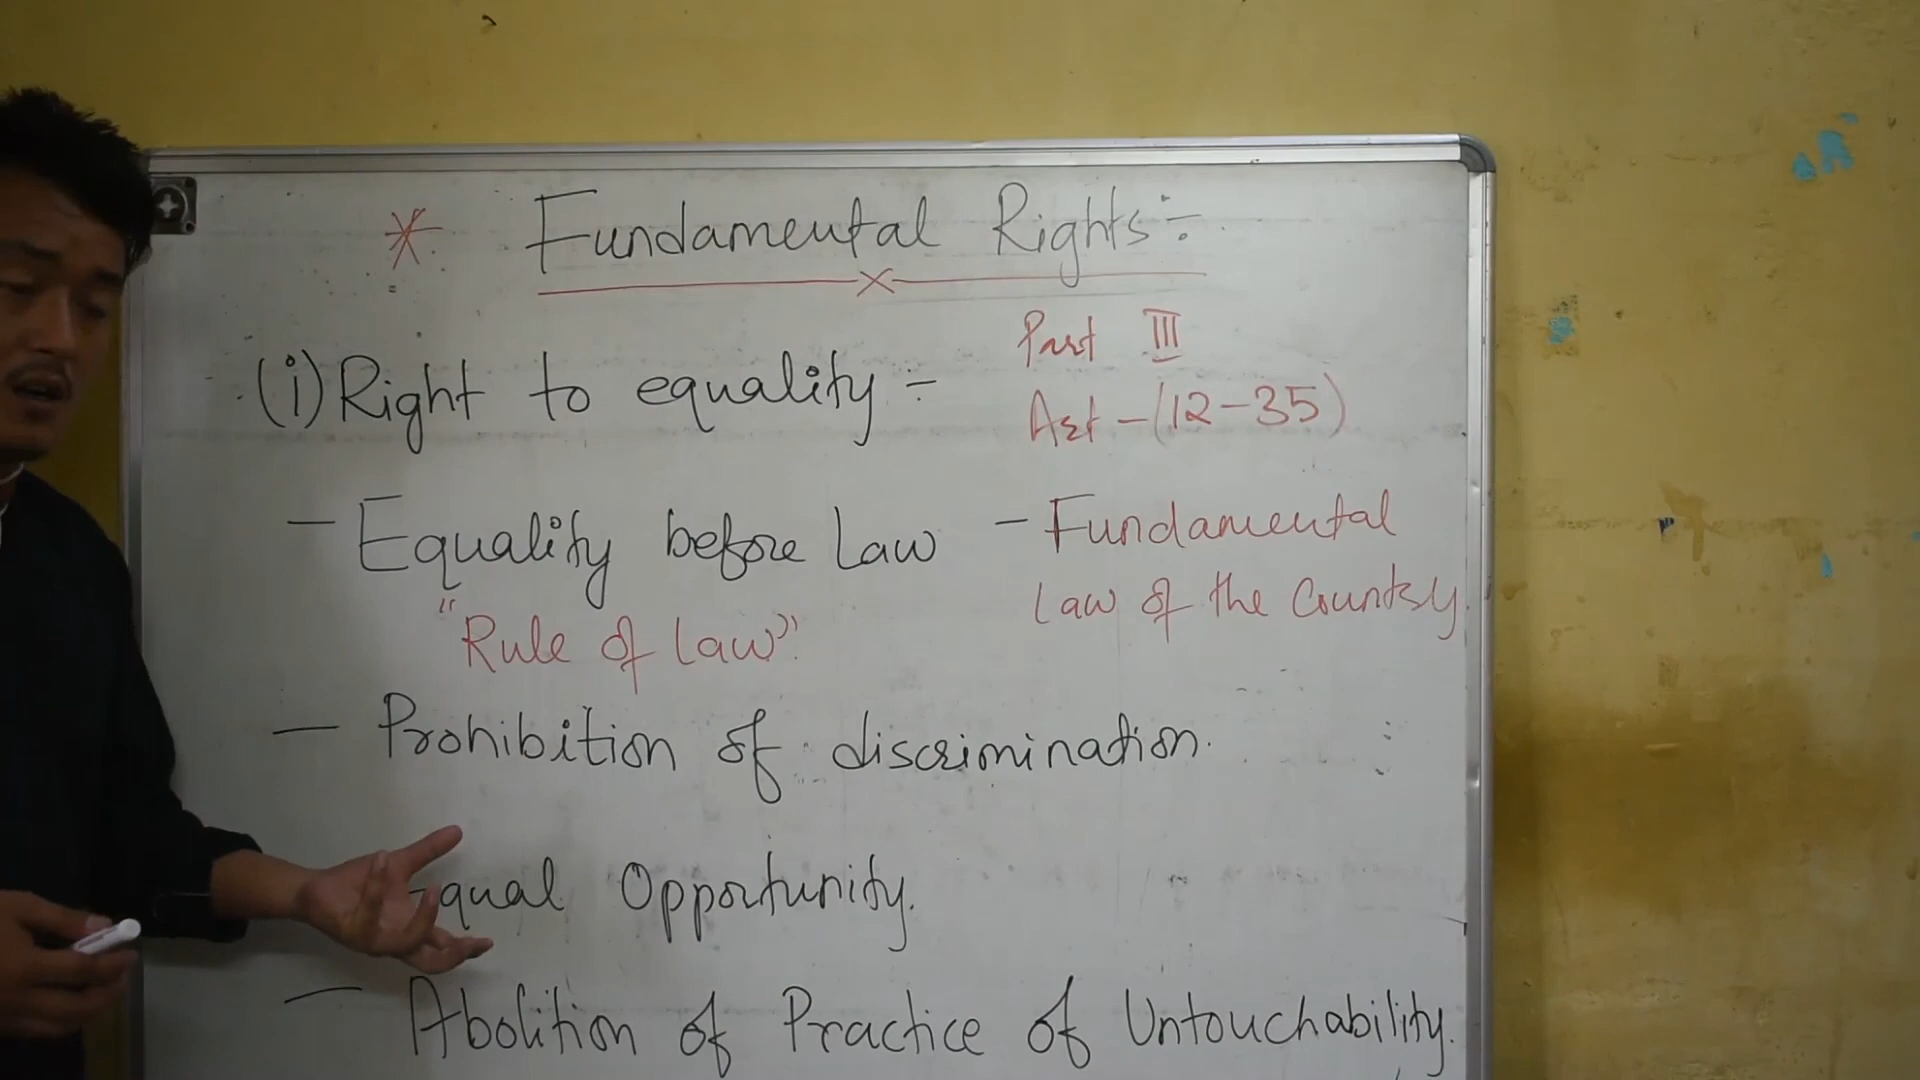 * Fundamental Rights:-
Part III
(i) Right to equality -
Art - (12-35)
- Equality before Law
- Fundamental
Law of the Country.
"Rule of Law".
- Prohibition of discrimination.
Equal Opportunity.
- Abolition of Practice of Untouchability.